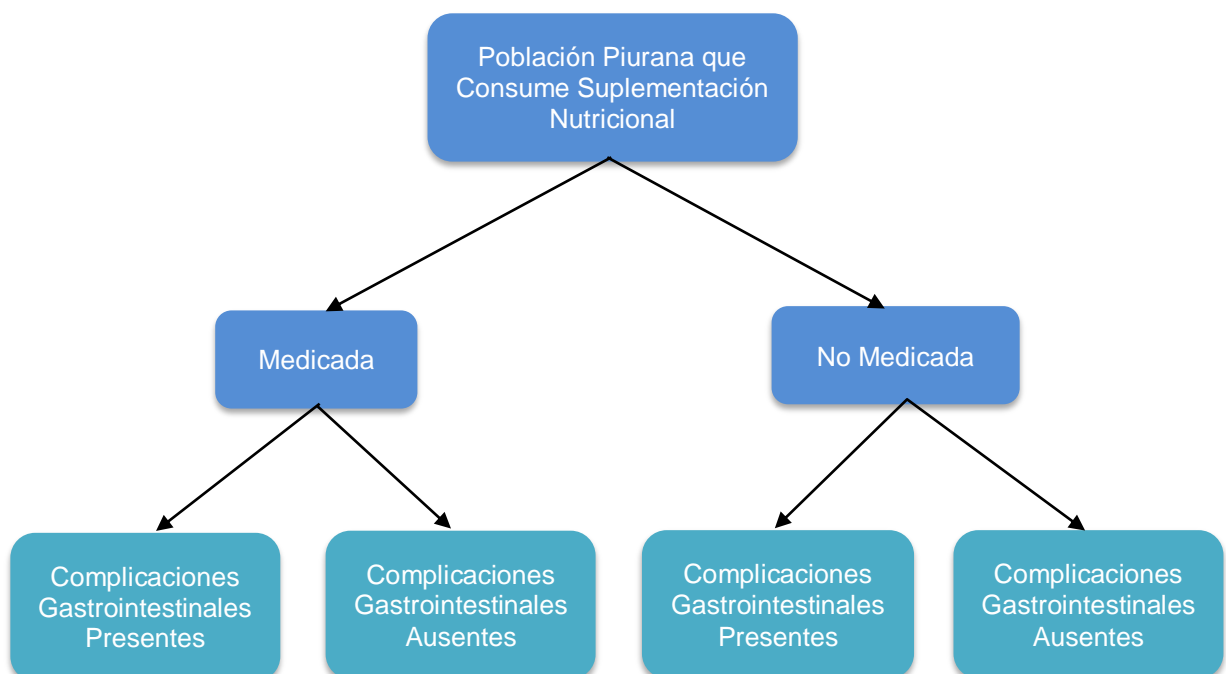 Población Piurana que
Consume Suplementación
Nutricional
Medicada
No Medicada
Complicaciones
Gastrointestinales
Presentes
Complicaciones
Gastrointestinales
Ausentes
Complicaciones
Gastrointestinales
Presentes
Complicaciones
Gastrointestinales
Ausentes